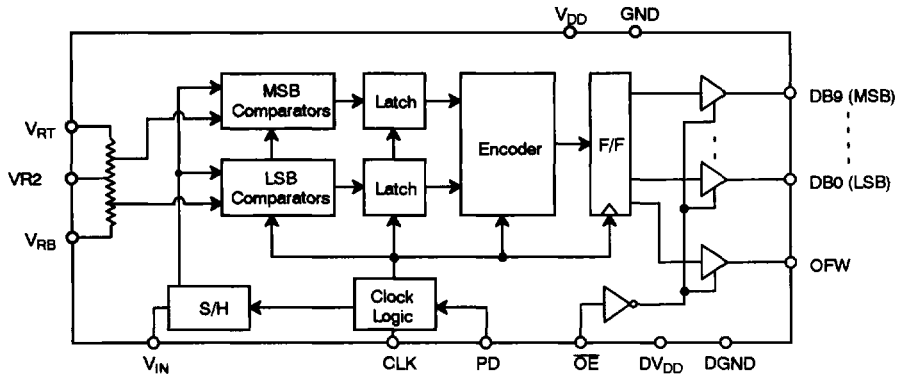 VDD GND
MSB Comparators
Latch
Encoder
F/F
DB9 (MSB)
VRT
VR2
VRB
LSB Comparators
Latch
DB0 (LSB)
OFW
S/H
Clock Logic
VIN CLK PD OE DVDD DGND